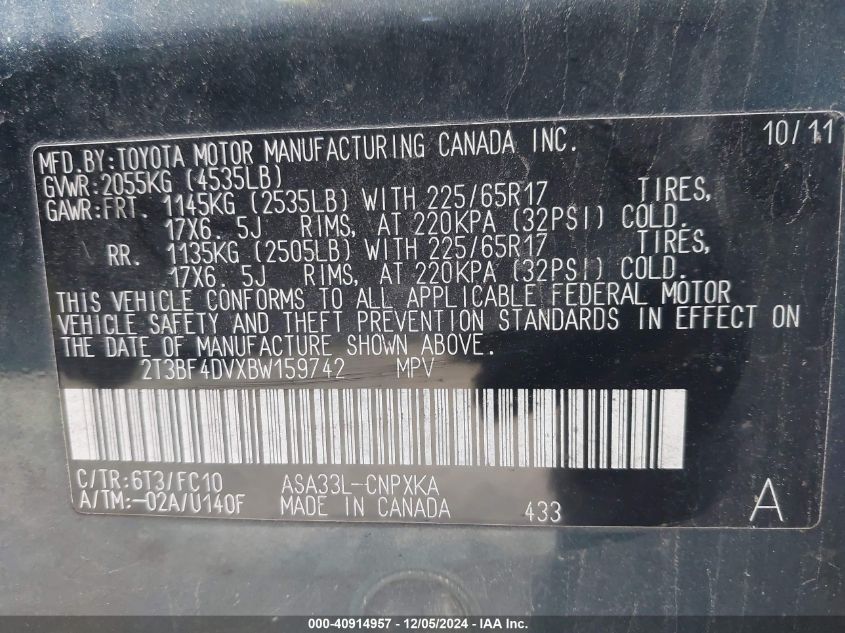 10/11
MFD.BY:TOYOTA MOTOR MANUFACTURING CANADA INC.
GVWR:2055KG (4535LB)
GAWR:FRT. 1145KG (2535LB) WITH 225/65R17 TIRES,
17X6. 5J RIMS, AT 220KPA (32PSI) COLD.
RR. 1135KG (2505LB) WITH 225/65R17 TIRES,
17X6. 5J RIMS, AT 220KPA (32PSI) COLD.
THIS VEHICLE CONFORMS TO ALL APPLICABLE FEDERAL MOTOR
VEHICLE SAFETY AND THEFT PREVENTION STANDARDS IN EFFECT ON
THE DATE OF MANUFACTURE SHOWN ABOVE.
2T3BF4DVXBW159742 MPV
C/TR:6T3/FC10 ASA33L-CNPXKA
A/TM:-02A/U140F MADE IN CANADA 433 A
000-40914957 - 12/05/2024 - IAA Inc.